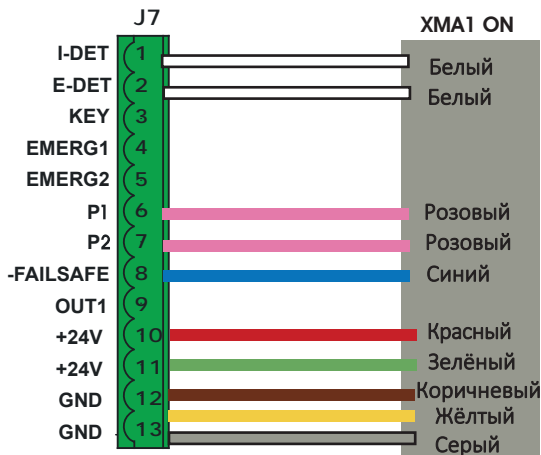 J7 XMA1 ON
I-DET 1 Белый
E-DET 2 Белый
KEY 3
EMERG1 4
EMERG2 5
P1 6 Розовый
P2 7 Розовый
-FAILSAFE 8 Синий
OUT1 9
+24V 10 Красный
+24V 11 Зелёный
GND 12 Коричневый
Жёлтый
GND 13 Серый